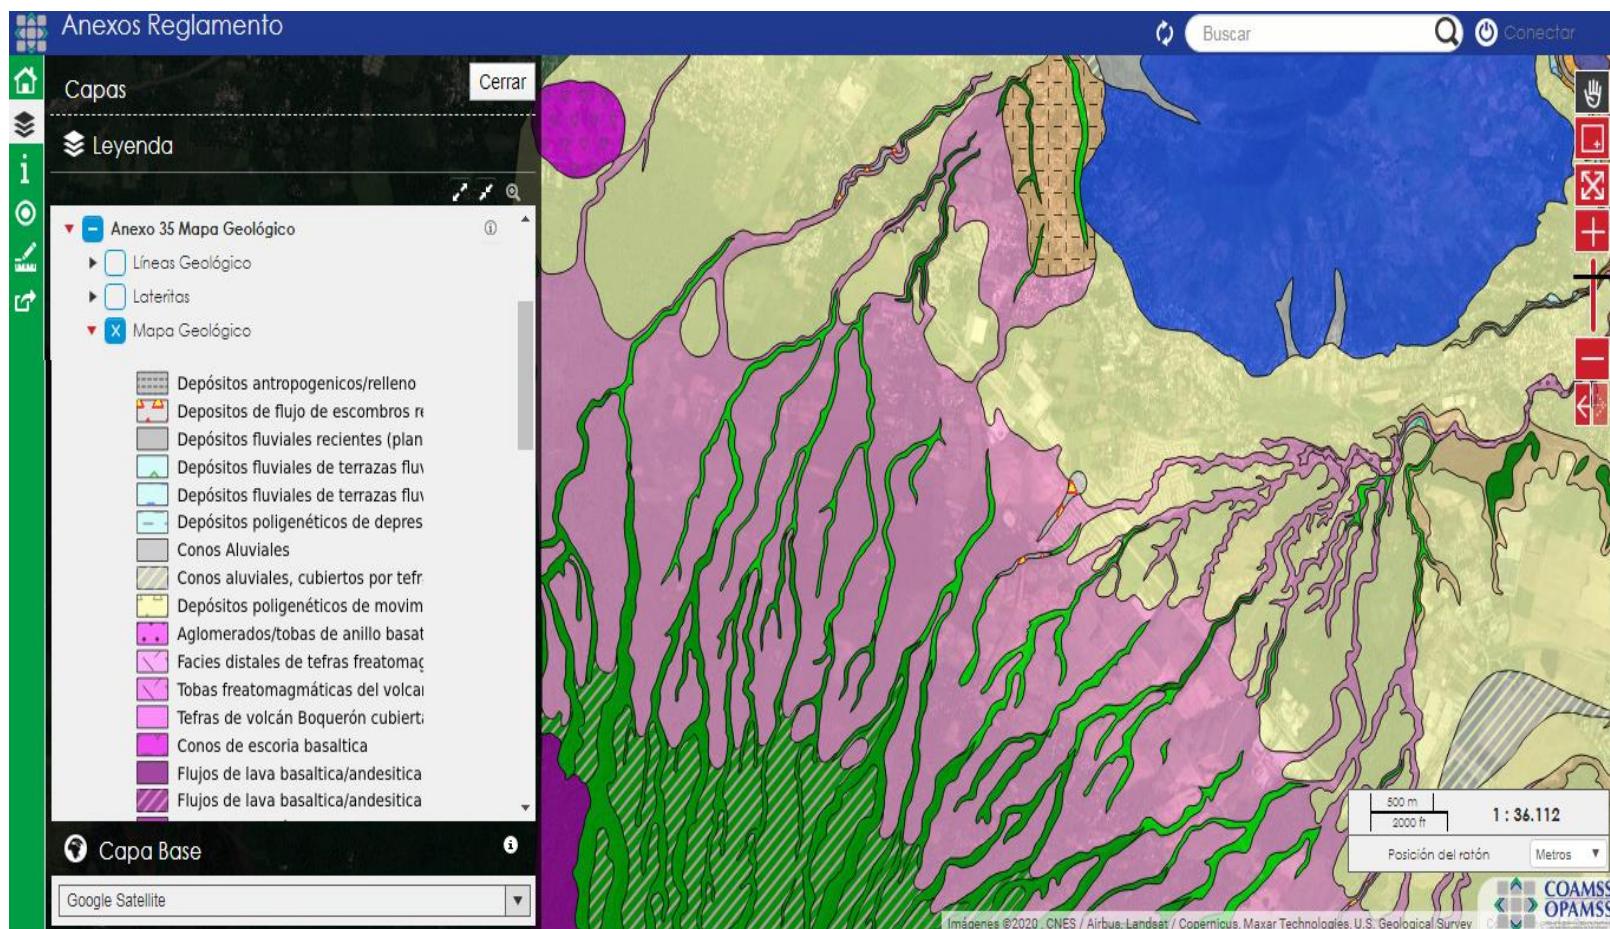 Anexos Reglamento
Buscar
Conectar
Capas
Cerrar
Leyenda
Anexo 35 Mapa Geológico
Líneas Geológico
Lateritas
Mapa Geológico
Depósitos antropogenicos/relleno
Depositos de flujo de escombros re
Depósitos fluviales recientes (plan
Depósitos fluviales de terrazas fluv
Depósitos fluviales de terrazas fluv
Depósitos poligenéticos de depres
Conos Aluviales
Conos aluviales, cubiertos por tefr
Depósitos poligenéticos de movim
Aglomerados/tobas de anillo basat
Facies distales de tefras freatomag
Tobas freatomagmáticas del volcar
Tefras de volcán Boquerón cubierta
Conos de escoria basaltica
Flujos de lava basaltica/andesitica
Flujos de lava basaltica/andesitica
Capa Base
Google Satellite
500 m
2000 ft
1 : 36.112
Posición del ratón
Metros
COAMSS
OPAMSS
Imágenes ©2020 , CNES / Airbus, Landsat / Copernicus, Maxar Technologies, U.S. Geological Survey